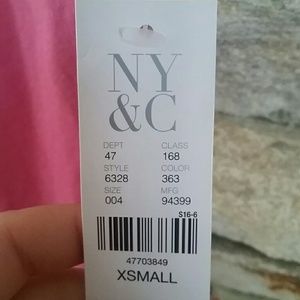 NY
&C
DEPT CLASS
47 168
STYLE COLOR
6328 363
SIZE MFG
004 94399
S16-6
47703849
XSMALL